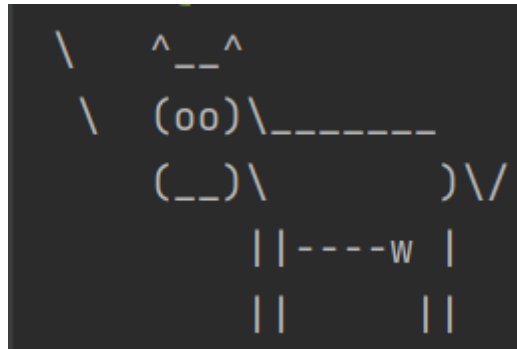 \   ^__^
 \  (oo)\_______
    (__)\       )\/
        ||----w |
        ||     ||